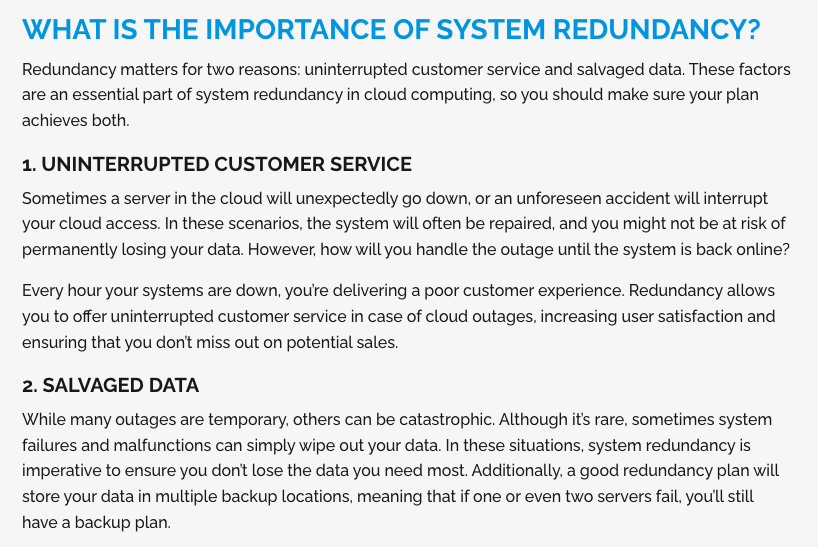 WHAT IS THE IMPORTANCE OF SYSTEM REDUNDANCY?
Redundancy matters for two reasons: uninterrupted customer service and salvaged data. These factors
are an essential part of system redundancy in cloud computing, so you should make sure your plan
achieves both.
1. UNINTERRUPTED CUSTOMER SERVICE
Sometimes a server in the cloud will unexpectedly go down, or an unforeseen accident will interrupt
your cloud access. In these scenarios, the system will often be repaired, and you might not be at risk of
permanently losing your data. However, how will you handle the outage until the system is back online?
Every hour your systems are down, you're delivering a poor customer experience. Redundancy allows
you to offer uninterrupted customer service in case of cloud outages, increasing user satisfaction and
ensuring that you don't miss out on potential sales.
2. SALVAGED DATA
While many outages are temporary, others can be catastrophic. Although it's rare, sometimes system
failures and malfunctions can simply wipe out your data. In these situations, system redundancy is
imperative to ensure you don't lose the data you need most. Additionally, a good redundancy plan will
store your data in multiple backup locations, meaning that if one or even two servers fail, you'll still
have a backup plan.